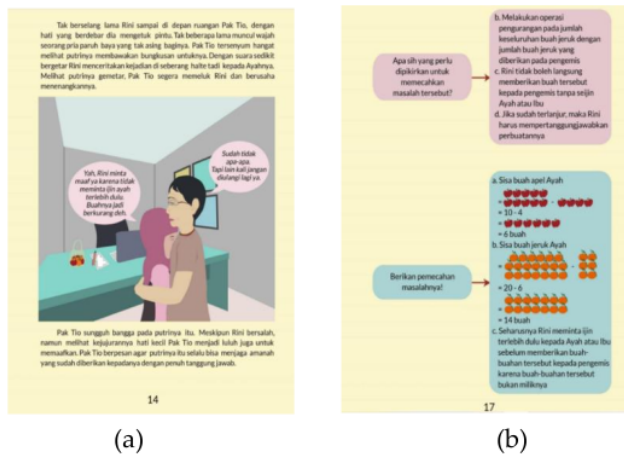 Tak berselang lama Rini sampai di depan ruangan Pak Tio, dengan
hati yang berdebar dia mengetuk pintu. Tak beberapa lama muncul wajah
seorang pria paruh baya yang tak asing baginya. Pak Tio tersenyum hangat
melihat putrinya membawakan bungkusan untuknya. Dengan suara sedikit
bergetar Rini menceritakan kejadian di seberang halte tadi kepada Ayahnya.
Melihat putrinya gemetar, Pak Tio segera memeluk Rini dan berusaha
menenangkannya.
Yah, Rini minta
maaf ya karena tidak
meminta ijin ayah
terlebih dulu.
Buahnya jadi
berkurang deh.
Sudah tidak
apa-apa.
Tapi lain kali jangan
diulangi lagi ya.
Pak Tio sungguh bangga pada putrinya itu. Meskipun Rini bersalah,
namun melihat kejujurannya hati kecil Pak Tio menjadi luluh juga untuk
memaafkan. Pak Tio berpesan agar putrinya itu selalu bisa menjaga amanah
yang sudah diberikan kepadanya dengan penuh tanggung jawab.
14
(a)
Apa sih yang perlu
dipikirkan untuk
memecahkan
masalah tersebut?
b. Melakukan operasi
pengurangan pada jumlah
keseluruhan buah jeruk dengan
jumlah buah jeruk yang
diberikan pada pengemis
c. Rini tidak boleh langsung
memberikan buah tersebut
kepada pengemis tanpa seijin
Ayah atau Ibu
d. Jika sudah terlanjur, maka Rini
harus mempertanggungjawabkan
perbuatannya
Berikan pemecahan
masalahnya!
a. Sisa buah apel Ayah
= -
= 10 - 4
=
= 6 buah
b. Sisa buah jeruk Ayah
= -
= 20 - 6
=
= 14 buah
c. Seharusnya Rini meminta ijin
terlebih dulu kepada Ayah atau Ibu
sebelum memberikan buah-
buahan tersebut kepada pengemis
karena buah-buahan tersebut
bukan miliknya
17
(b)